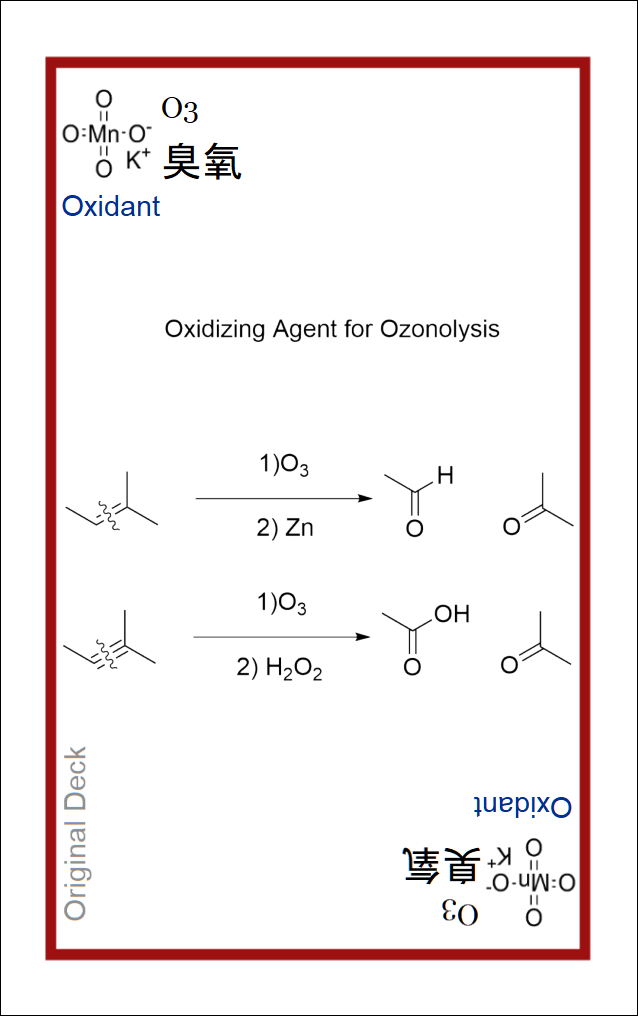 O
O=Mn-O-
O K+
O3
臭氧
Oxidant
Oxidizing Agent for Ozonolysis
1)O3
2) Zn
H
O
O
1)O3
2) H2O2
OH
O
O
Original Deck
Oxidant
臭氧
O3
O
O=Mn-O-
O K+